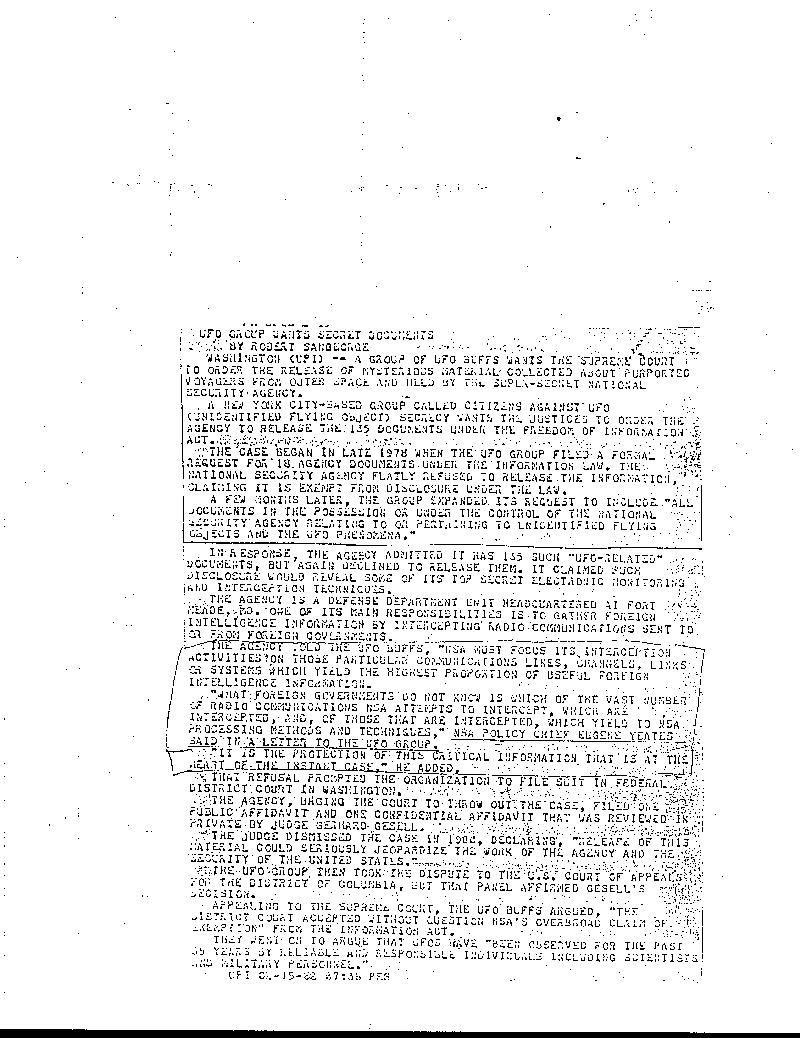 UFO GROUP WANTS SECRET DOCUMENTS
BY ROBERT SANGEORGE
WASHINGTON (UPI) -- A GROUP OF UFO BUFFS WANTS THE SUPREME COURT
TO ORDER THE RELEASE OF MYSTERIOUS MATERIAL COLLECTED ABOUT PURPORTED
VOYAGERS FROM OUTER SPACE AND HELD BY THE SUPER-SECRET NATIONAL
SECURITY AGENCY.
A NEW YORK CITY-BASED GROUP CALLED CITIZENS AGAINST UFO
(UNIDENTIFIED FLYING OBJECT) SECRECY WANTS THE JUSTICES TO ORDER THE
AGENCY TO RELEASE THE 135 DOCUMENTS UNDER THE FREEDOM OF INFORMATION
ACT.
THE CASE BEGAN IN LATE 1978 WHEN THE UFO GROUP FILED A FORMAL
REQUEST FOR 18 AGENCY DOCUMENTS UNDER THE INFORMATION LAW. THE
NATIONAL SECURITY AGENCY FLATLY REFUSED TO RELEASE THE INFORMATION,
CLAIMING IT IS EXEMPT FROM DISCLOSURE UNDER THE LAW.
A FEW MONTHS LATER, THE GROUP EXPANDED ITS REQUEST TO INCLUDE "ALL
DOCUMENTS IN THE POSSESSION OR UNDER THE CONTROL OF THE NATIONAL
SECURITY AGENCY RELATING TO OR PERTAINING TO UNIDENTIFIED FLYING
OBJECTS AND THE UFO PHENOMENA."
IN RESPONSE, THE AGENCY ADMITTED IT HAS 135 SUCH "UFO-RELATED"
DOCUMENTS, BUT AGAIN DECLINED TO RELEASE THEM. IT CLAIMED SUCH
DISCLOSURE WOULD REVEAL SOME OF ITS TOP SECRET ELECTRONIC MONITORING
AND INTERCEPTION TECHNIQUES.
THE AGENCY IS A DEFENSE DEPARTMENT UNIT HEADQUARTERED AT FORT
MEADE, MD. ONE OF ITS MAIN RESPONSIBILITIES IS TO GATHER FOREIGN
INTELLIGENCE INFORMATION BY INTERCEPTING RADIO COMMUNICATIONS SENT TO
OR FROM FOREIGN GOVERNMENTS.
THE AGENCY TOLD THE UFO BUFFS, "NSA MUST FOCUS ITS INTERCEPTION
ACTIVITIES ON THOSE PARTICULAR COMMUNICATIONS LINES, CHANNELS, LINKS
OR SYSTEMS WHICH YIELD THE HIGHEST PROPORTION OF USEFUL FOREIGN
INTELLIGENCE INFORMATION.
"WHAT FOREIGN GOVERNMENTS DO NOT KNOW IS WHICH OF THE VAST NUMBER
OF RADIO COMMUNICATIONS NSA ATTEMPTS TO INTERCEPT, WHICH ARE
INTERCEPTED, AND, OF THOSE THAT ARE INTERCEPTED, WHICH YIELD TO NSA
PROCESSING METHODS AND TECHNIQUES," NSA POLICY CHIEF EUGENE YEATES
SAID IN A LETTER TO THE UFO GROUP.
"IT IS THE PROTECTION OF THIS CRITICAL INFORMATION THAT IS AT THE
HEART OF THE INSTANT CASE," HE ADDED.
THAT REFUSAL PROMPTED THE ORGANIZATION TO FILE SUIT IN FEDERAL
DISTRICT COURT IN WASHINGTON.
THE AGENCY, URGING THE COURT TO THROW OUT THE CASE, FILED ONE
PUBLIC AFFIDAVIT AND ONE CONFIDENTIAL AFFIDAVIT THAT WAS REVIEWED IN
PRIVATE BY JUDGE GERHARD GESELL.
THE JUDGE DISMISSED THE CASE IN DECLARING, "RELEASE OF THIS
MATERIAL COULD SERIOUSLY JEOPARDIZE THE WORK OF THE AGENCY AND THE
SECURITY OF THE UNITED STATES."
THE UFO GROUP THEN TOOK THE DISPUTE TO THE U.S. COURT OF APPEALS
FOR THE DISTRICT OF COLUMBIA, BUT THAT PANEL AFFIRMED GESELL'S
DECISION.
APPEALING TO THE SUPREME COURT, THE UFO BUFFS ARGUED, "THE
DISTRICT COURT ACCEPTED WITHOUT QUESTION NSA'S OVERBROAD CLAIM OF
EXEMPTION" FROM THE INFORMATION ACT.
THEY WENT ON TO ARGUE THAT UFOS HAVE "BEEN OBSERVED FOR THE PAST
35 YEARS BY RELIABLE AND RESPONSIBLE INDIVIDUALS INCLUDING SCIENTISTS
AND MILITARY PERSONNEL."
UPI